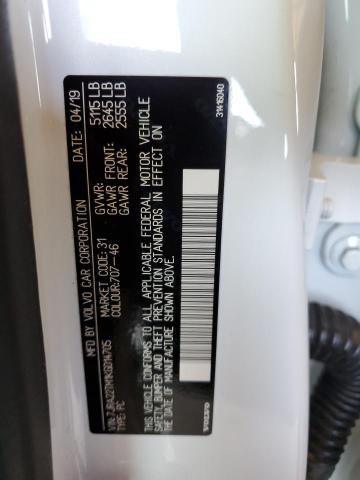 MFD BY VOLVO CAR CORPORATION DATE: 04/19
MARKET CODE: 31 GVWR: 5115 LB
COLOUR: 707-46 GAWR FRONT: 2645 LB
GAWR REAR: 2555 LB
TYPE: PC
THIS VEHICLE CONFORMS TO ALL APPLICABLE FEDERAL MOTOR VEHICLE
SAFETY, BUMPER, AND THEFT PREVENTION STANDARDS IN EFFECT ON
THE DATE OF MANUFACTURE SHOWN ABOVE.
VOLVO 31416040